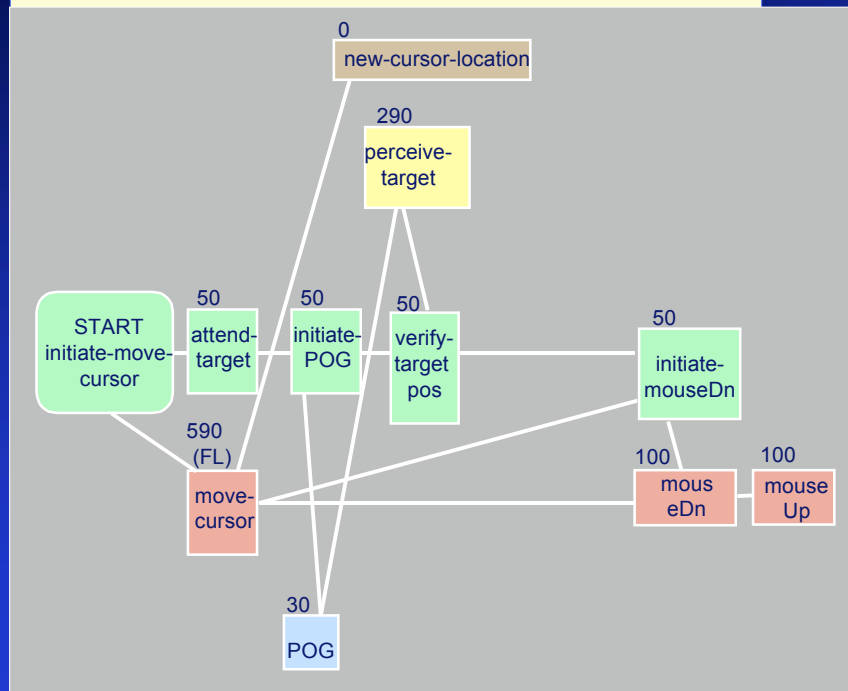 0
new-cursor-location
290
perceive-
target
START
initiate-move-
cursor
50
attend-
target
50
initiate-
POG
50
verify-
target
pos
50
initiate-
mouseDn
590
(FL)
move-
cursor
100
mous
eDn
100
mouse
Up
30
POG